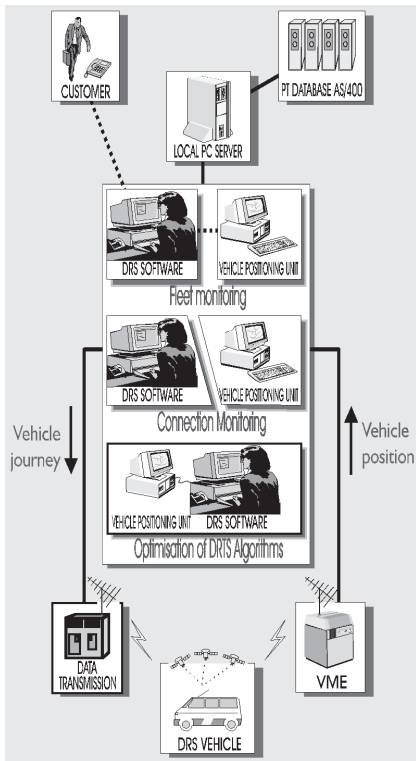 CUSTOMER
PT DATABASE AS/400
LOCAL PC SERVER
DRS SOFTWARE
VEHICLE POSITIONING UNIT
Fleet monitoring
DRS SOFTWARE
VEHICLE POSITIONING UNIT
Connection Monitoring
Vehicle
journey
Vehicle
position
VEHICLE POSITIONING UNIT
DRS SOFTWARE
Optimisation of DRTS Algorithms
DATA
TRANSMISSION
VME
DRS VEHICLE